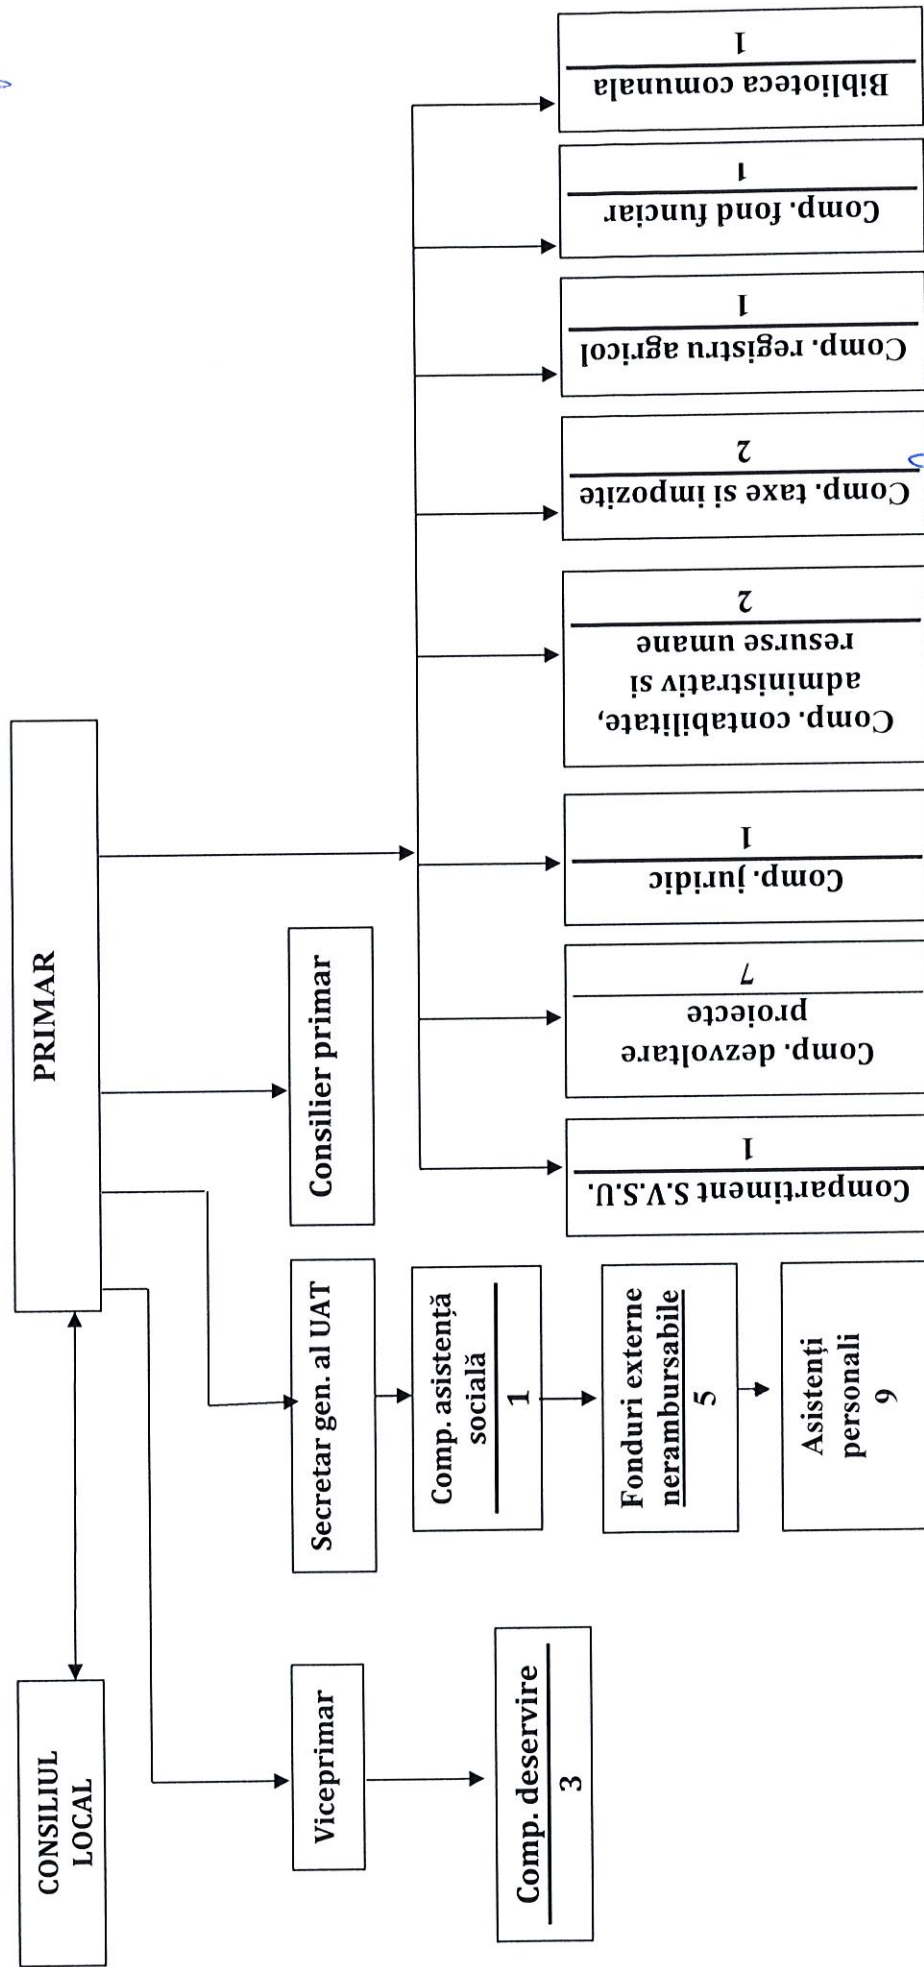 CONSILIUL
LOCAL
PRIMAR
Viceprimar
Secretar gen. al UAT
Consilier primar
Comp. deservire
3
Comp. asistență
socială
1
Fonduri externe
nerambursabile
5
Asistenți
personali
9
Compartiment S.V.S.U.
1
Comp. dezvoltare
proiecte
7
Comp. juridic
1
Comp. contabilitate,
administrativ si
resurse umane
2
Comp. taxe si impozite
2
Comp. registru agricol
1
Comp. fond funciar
1
Biblioteca comunala
1